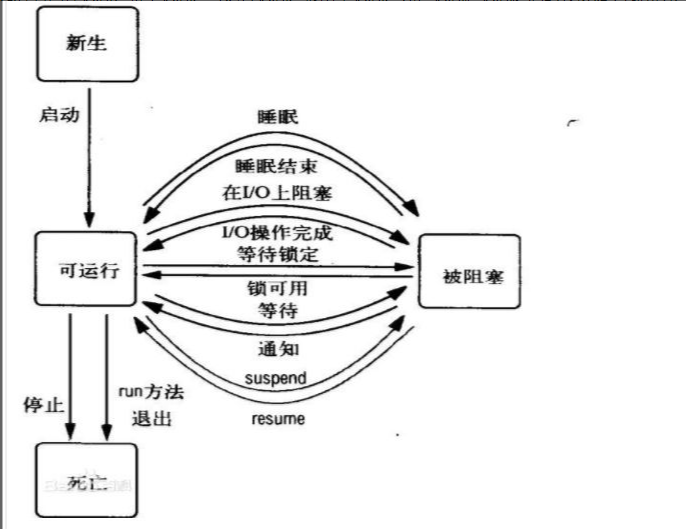 新生
启动
睡眠
睡眠结束
在I/O上阻塞
I/O操作完成
等待锁定
可运行
被阻塞
锁可用
等待
通知
suspend
resume
停止
run方法
退出
死亡